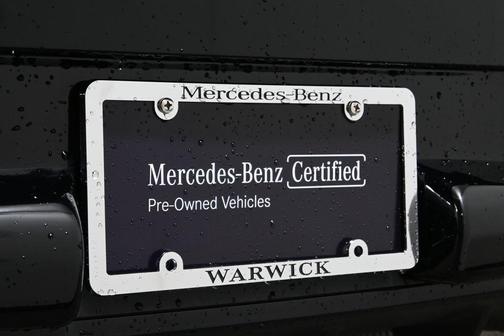 Mercedes-Benz
Mercedes-Benz Certified
Pre-Owned Vehicles
WARWICK